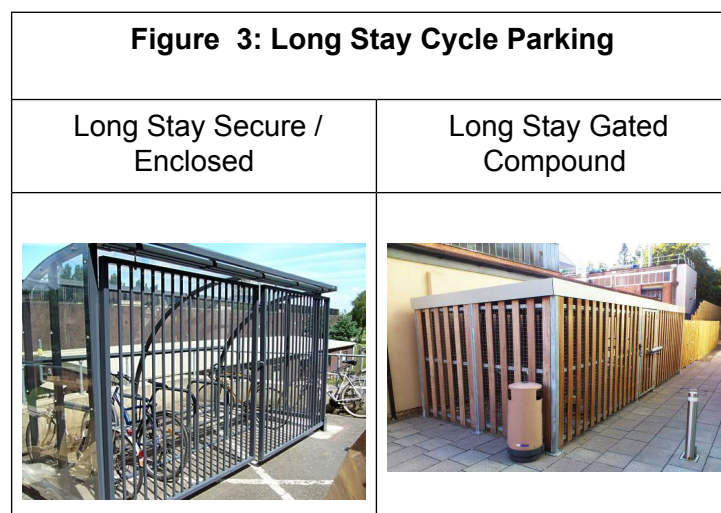 Figure 3: Long Stay Cycle Parking
Long Stay Secure /
Enclosed
Long Stay Gated
Compound